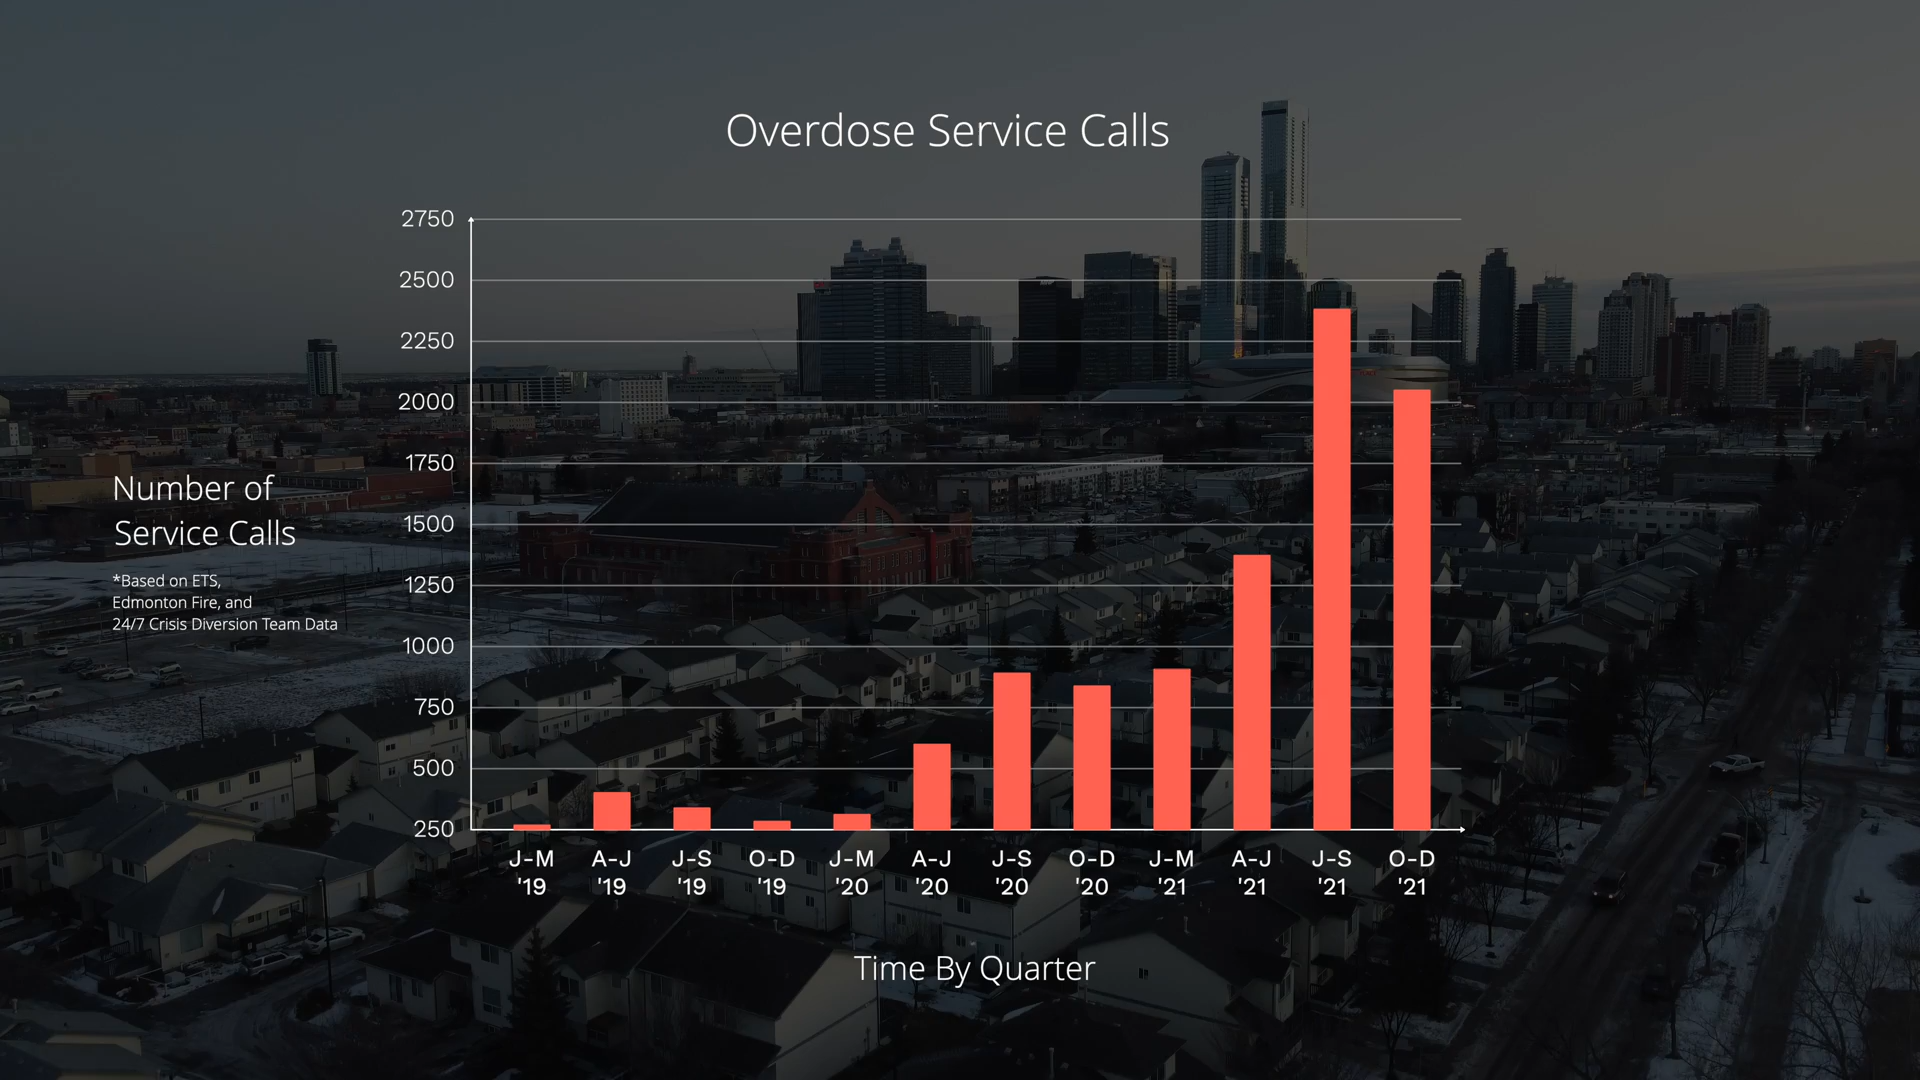 Overdose Service Calls
2750
2500
2250
2000
1750
1500
1250
1000
750
500
250
Number of
Service Calls
*Based on ETS,
Edmonton Fire, and
24/7 Crisis Diversion Team Data
J-M A-J J-S O-D J-M A-J J-S O-D J-M A-J J-S O-D
'19 '19 '19 '19 '20 '20 '20 '20 '21 '21 '21 '21
Time By Quarter